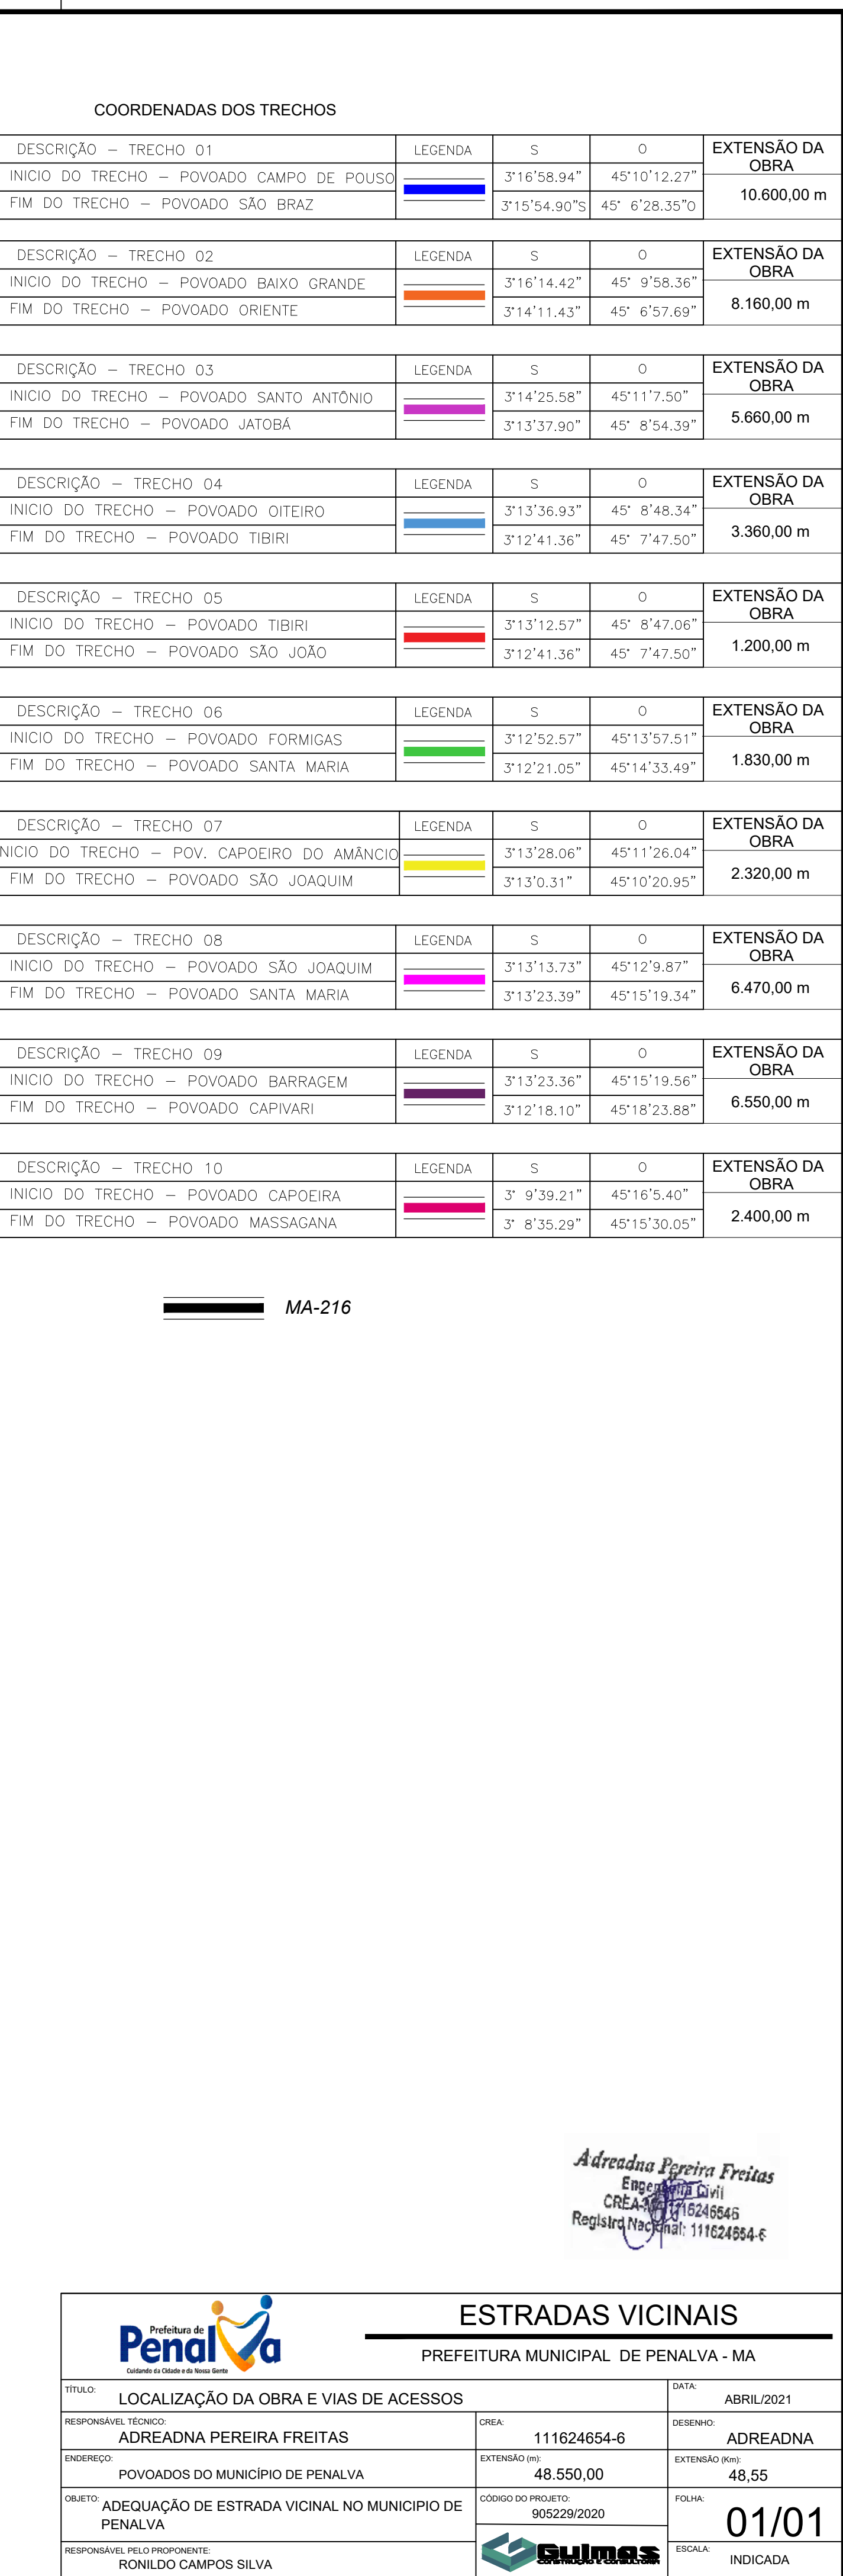 COORDENADAS DOS TRECHOS
DESCRIÇÃO – TRECHO 01 LEGENDA S O EXTENSÃO DA OBRA
INICIO DO TRECHO – POVOADO CAMPO DE POUSO 3°16'58.94" 45°10'12.27" 10.600,00 m
FIM DO TRECHO – POVOADO SÃO BRAZ 3°15'54.90"S 45° 6'28.35"O
DESCRIÇÃO – TRECHO 02 LEGENDA S O EXTENSÃO DA OBRA
INICIO DO TRECHO – POVOADO BAIXO GRANDE 3°16'14.42" 45° 9'58.36" 8.160,00 m
FIM DO TRECHO – POVOADO ORIENTE 3°14'11.43" 45° 6'57.69"
DESCRIÇÃO – TRECHO 03 LEGENDA S O EXTENSÃO DA OBRA
INICIO DO TRECHO – POVOADO SANTO ANTÔNIO 3°14'25.58" 45°11'7.50" 5.660,00 m
FIM DO TRECHO – POVOADO JATOBÁ 3°13'37.90" 45° 8'54.39"
DESCRIÇÃO – TRECHO 04 LEGENDA S O EXTENSÃO DA OBRA
INICIO DO TRECHO – POVOADO OITEIRO 3°13'36.93" 45° 8'48.34" 3.360,00 m
FIM DO TRECHO – POVOADO TIBIRI 3°12'41.36" 45° 7'47.50"
DESCRIÇÃO – TRECHO 05 LEGENDA S O EXTENSÃO DA OBRA
INICIO DO TRECHO – POVOADO TIBIRI 3°13'12.57" 45° 8'47.06" 1.200,00 m
FIM DO TRECHO – POVOADO SÃO JOÃO 3°12'41.36" 45° 7'47.50"
DESCRIÇÃO – TRECHO 06 LEGENDA S O EXTENSÃO DA OBRA
INICIO DO TRECHO – POVOADO FORMIGAS 3°12'52.57" 45°13'57.51" 1.830,00 m
FIM DO TRECHO – POVOADO SANTA MARIA 3°12'21.05" 45°14'33.49"
DESCRIÇÃO – TRECHO 07 LEGENDA S O EXTENSÃO DA OBRA
NICIO DO TRECHO – POV. CAPOEIRO DO AMÂNCIO 3°13'28.06" 45°11'26.04" 2.320,00 m
FIM DO TRECHO – POVOADO SÃO JOAQUIM 3°13'0.31" 45°10'20.95"
DESCRIÇÃO – TRECHO 08 LEGENDA S O EXTENSÃO DA OBRA
INICIO DO TRECHO – POVOADO SÃO JOAQUIM 3°13'13.73" 45°12'9.87" 6.470,00 m
FIM DO TRECHO – POVOADO SANTA MARIA 3°13'23.39" 45°15'19.34"
DESCRIÇÃO – TRECHO 09 LEGENDA S O EXTENSÃO DA OBRA
INICIO DO TRECHO – POVOADO BARRAGEM 3°13'23.36" 45°15'19.56" 6.550,00 m
FIM DO TRECHO – POVOADO CAPIVARI 3°12'18.10" 45°18'23.88"
DESCRIÇÃO – TRECHO 10 LEGENDA S O EXTENSÃO DA OBRA
INICIO DO TRECHO – POVOADO CAPOEIRA 3° 9'39.21" 45°16'5.40" 2.400,00 m
FIM DO TRECHO – POVOADO MASSAGANA 3° 8'35.29" 45°15'30.05"
MA-216
Adreadna Pereira Freitas
Civil
1116246546
Registro Nacional: 111624654-6
Prefeitura de
Penalva
Cuidando da Cidade e da Nossa Gente
ESTRADAS VICINAIS
PREFEITURA MUNICIPAL DE PENALVA - MA
TÍTULO: LOCALIZAÇÃO DA OBRA E VIAS DE ACESSOS
DATA: ABRIL/2021
RESPONSÁVEL TÉCNICO: ADREADNA PEREIRA FREITAS
CREA: 111624654-6
DESENHO: ADREADNA
ENDEREÇO: POVOADOS DO MUNICÍPIO DE PENALVA
EXTENSÃO (m): 48.550,00
EXTENSÃO (Km): 48,55
OBJETO: ADEQUAÇÃO DE ESTRADA VICINAL NO MUNICIPIO DE
PENALVA
CÓDIGO DO PROJETO: 905229/2020
FOLHA: 01/01
RESPONSÁVEL PELO PROPONENTE: RONILDO CAMPOS SILVA
Guimas
CONSTRUÇÃO E CONSULTORIA
ESCALA: INDICADA